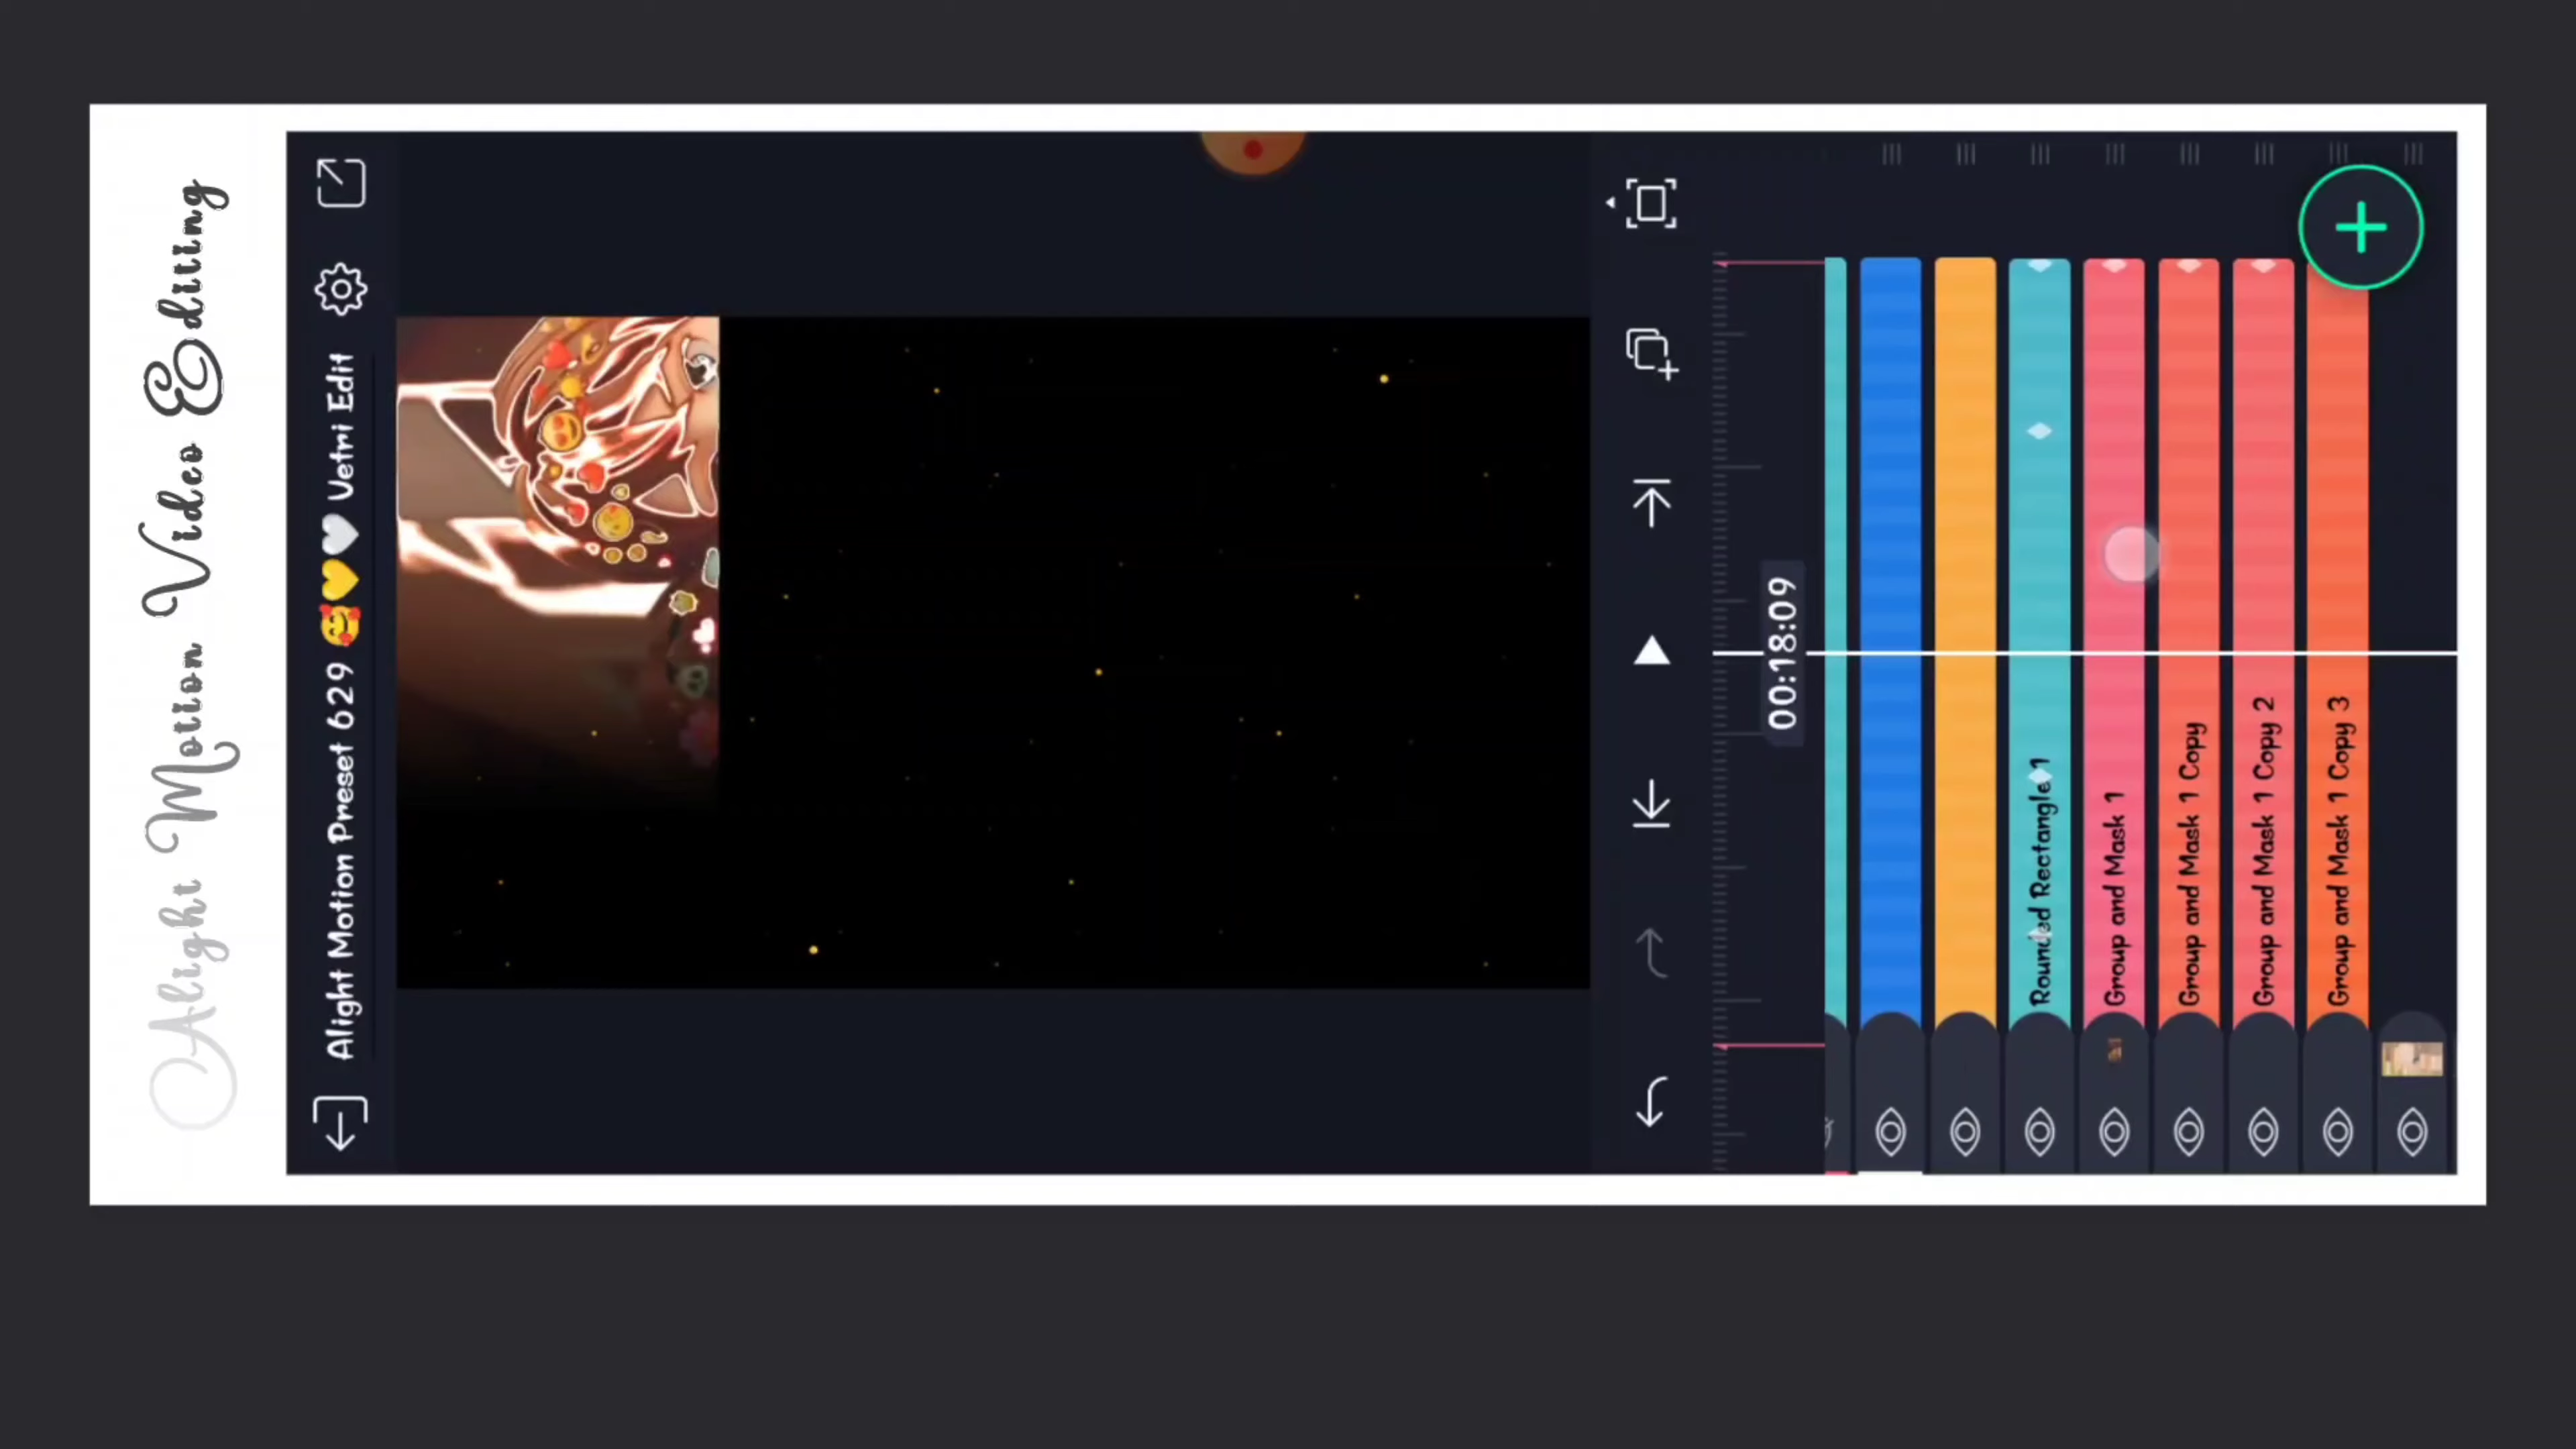 Alight Motion Video Editing
Alight Motion Preset 629 🥰💛🤍 Vetri Edit
00:18:09
Rounded Rectangle 1
Group and Mask 1
Group and Mask 1 Copy
Group and Mask 1 Copy 2
Group and Mask 1 Copy 3